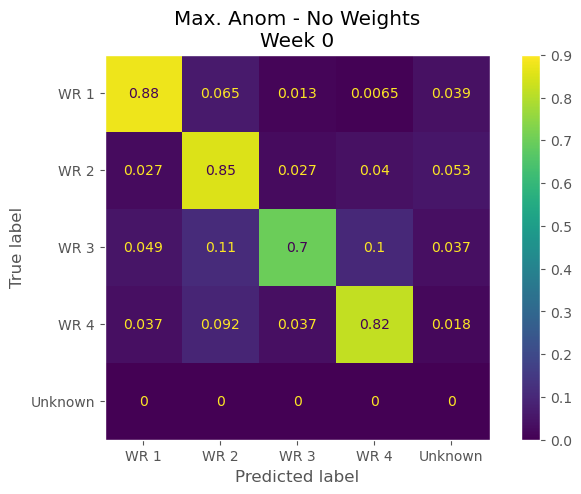 Max. Anom - No Weights
Week 0
WR 1 0.88 0.065 0.013 0.0065 0.039
WR 2 0.027 0.85 0.027 0.04 0.053
WR 3 0.049 0.11 0.7 0.1 0.037
WR 4 0.037 0.092 0.037 0.82 0.018
Unknown 0 0 0 0 0
WR 1 WR 2 WR 3 WR 4 Unknown
Predicted label
True label
0.9
0.8
0.7
0.6
0.5
0.4
0.3
0.2
0.1
0.0